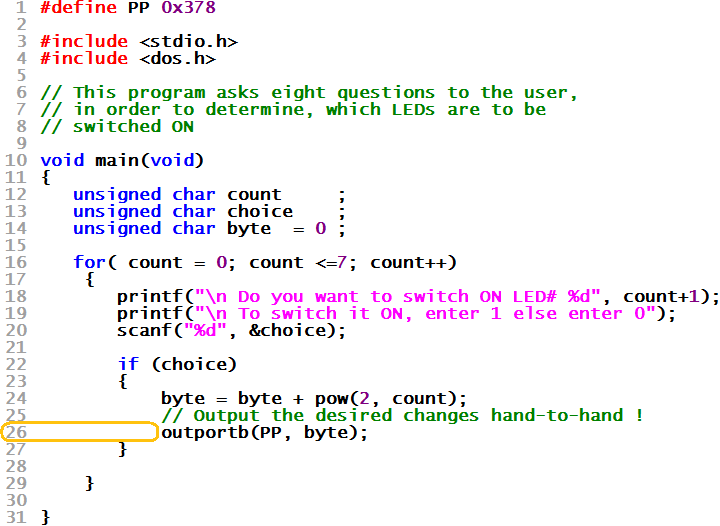 1 #define PP 0x378
2
3 #include <stdio.h>
4 #include <dos.h>
5
6 // This program asks eight questions to the user,
7 // in order to determine, which LEDs are to be
8 // switched ON
9
10 void main(void)
11 {
12    unsigned char count     ;
13    unsigned char choice    ;
14    unsigned char byte  = 0 ;
15
16    for( count = 0; count <=7; count++)
17     {
18        printf("\n Do you want to switch ON LED# %d", count+1);
19        printf("\n To switch it ON, enter 1 else enter 0");
20        scanf("%d", &choice);
21
22        if (choice)
23        {
24            byte = byte + pow(2, count);
25            // Output the desired changes hand-to-hand !
26            outportb(PP, byte);
27        }
28
29     }
30
31 }